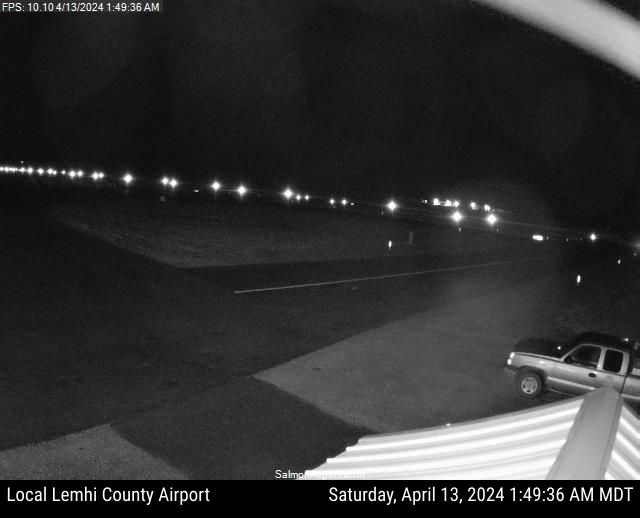 FPS: 10.10 4/13/2024 1:49:36 AM
Local Lemhi County Airport
Saturday, April 13, 2024 1:49:36 AM MDT